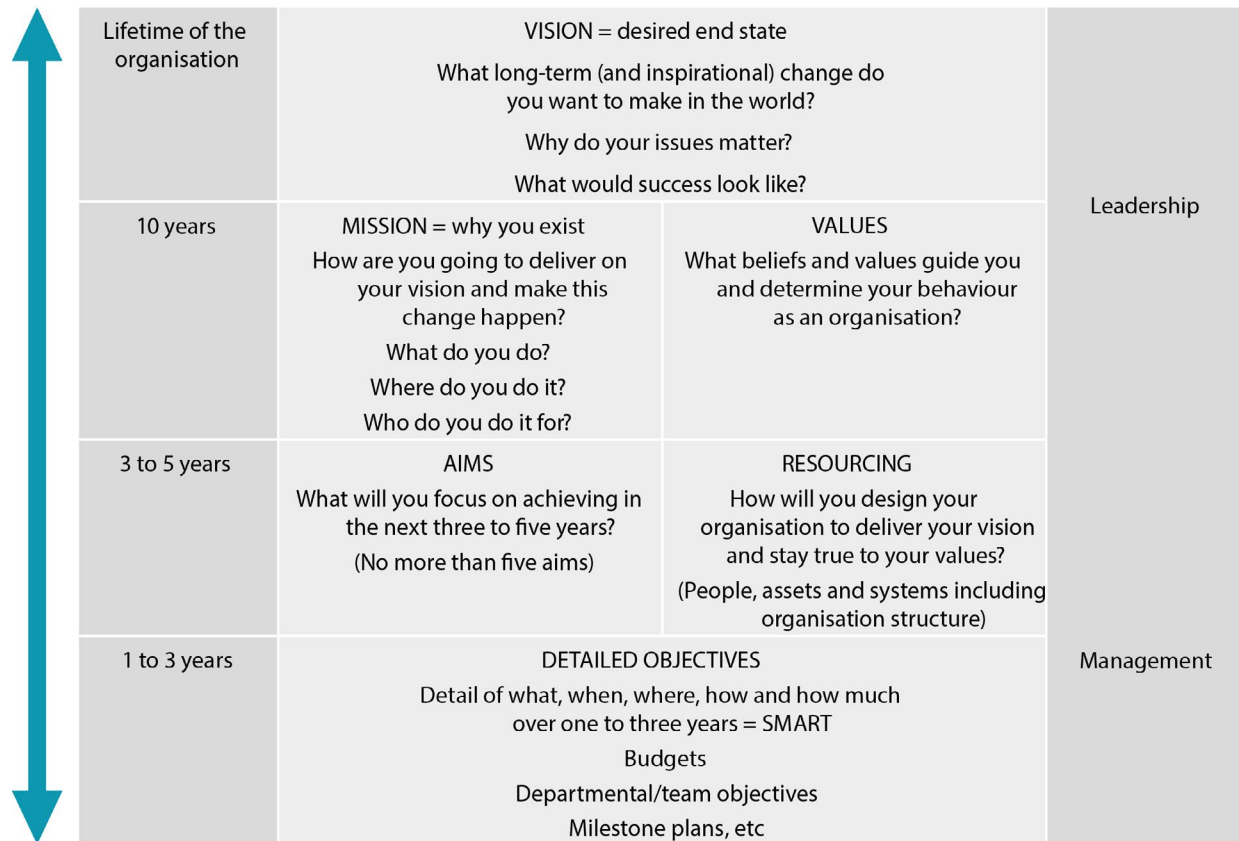 Lifetime of the
organisation
VISION = desired end state
What long-term (and inspirational) change do
you want to make in the world?
Why do your issues matter?
What would success look like?
Leadership
10 years
MISSION = why you exist
How are you going to deliver on
your vision and make this
change happen?
What do you do?
Where do you do it?
Who do you do it for?
VALUES
What beliefs and values guide you
and determine your behaviour
as an organisation?
3 to 5 years
AIMS
What will you focus on achieving in
the next three to five years?
(No more than five aims)
RESOURCING
How will you design your
organisation to deliver your vision
and stay true to your values?
(People, assets and systems including
organisation structure)
1 to 3 years
DETAILED OBJECTIVES
Detail of what, when, where, how and how much
over one to three years = SMART
Budgets
Departmental/team objectives
Milestone plans, etc
Management